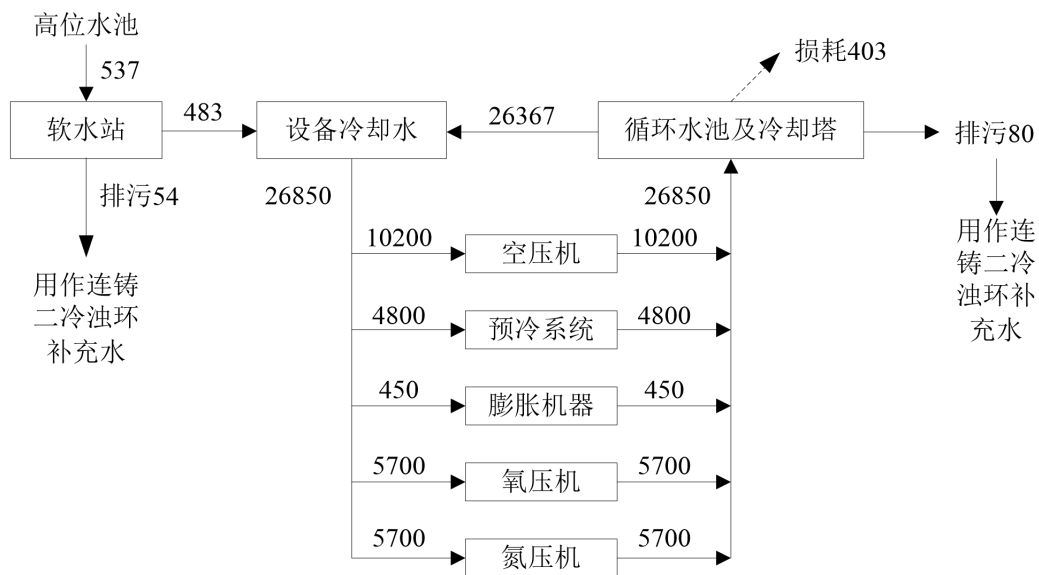 高位水池
537
损耗403
软水站
483
设备冷却水
26367
循环水池及冷却塔
排污80
排污54
26850
26850
用作连铸
二冷浊环
补充水
用作连
铸二冷
浊环补
充水
10200
空压机
10200
4800
预冷系统
4800
450
膨胀机器
450
5700
氧压机
5700
5700
氮压机
5700